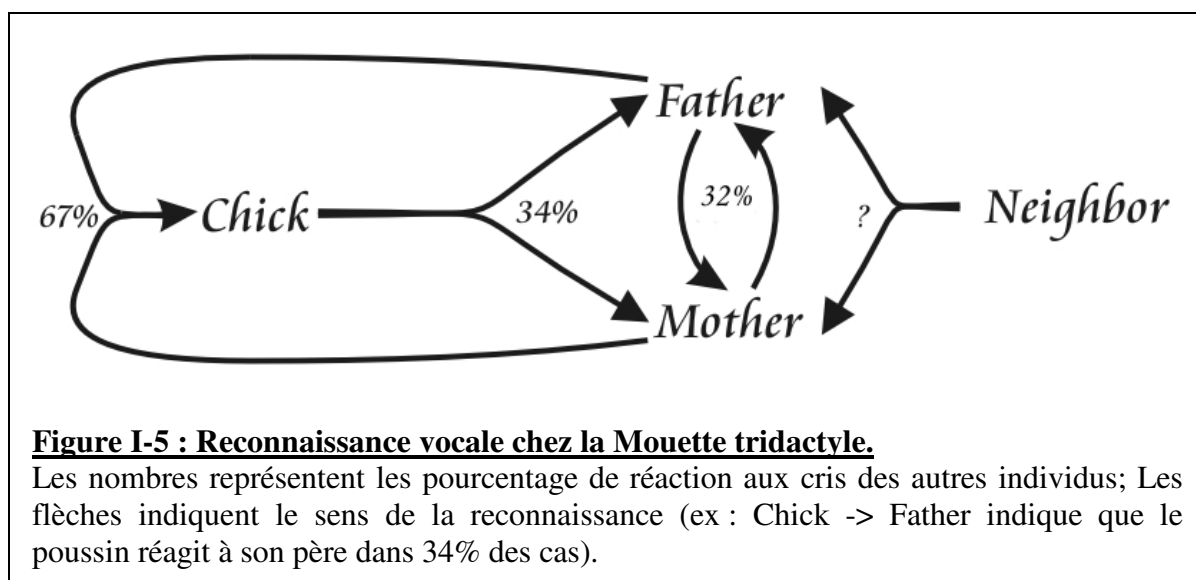 Father
67%
Chick
34%
32%
?
Neighbor
Mother
Figure I-5 : Reconnaissance vocale chez la Mouette tridactyle.
Les nombres représentent les pourcentage de réaction aux cris des autres individus; Les
flèches indiquent le sens de la reconnaissance (ex : Chick -> Father indique que le
poussin réagit à son père dans 34% des cas).